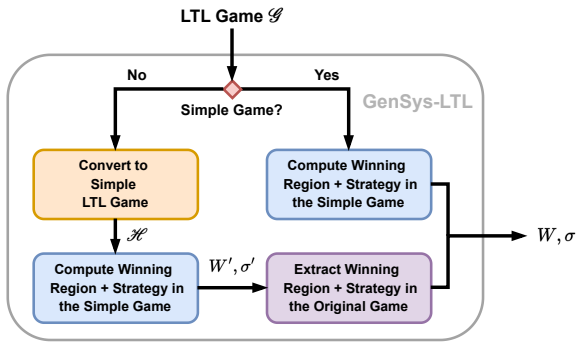 LTL Game 𝒢
No
Yes
GenSys-LTL
Simple Game?
Convert to
Simple
LTL Game
Compute Winning
Region + Strategy in
the Simple Game
ℋ
W, σ
W′, σ′
Compute Winning
Region + Strategy in
the Simple Game
Extract Winning
Region + Strategy in
the Original Game